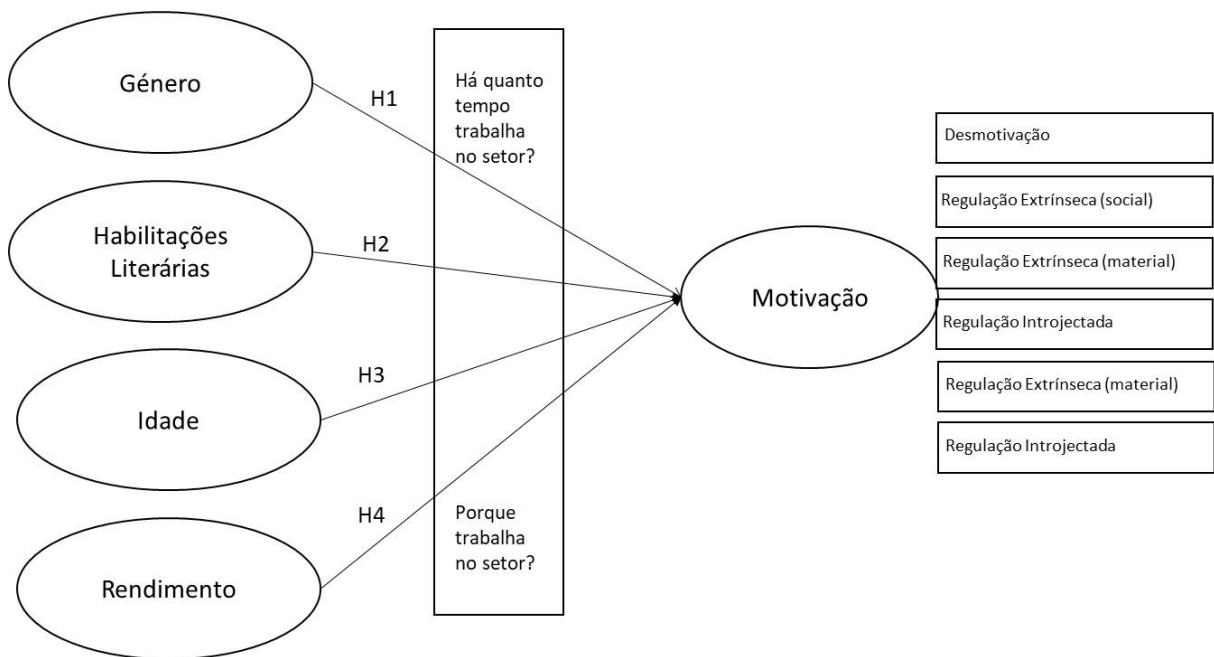 Género
H1
Habilitações
Literárias
H2
Idade
H3
Rendimento
H4
Há quanto
tempo
trabalha
no setor?
Porque
trabalha
no setor?
Motivação
Desmotivação
Regulação Extrínseca (social)
Regulação Extrínseca (material)
Regulação Introjectada
Regulação Extrínseca (material)
Regulação Introjectada